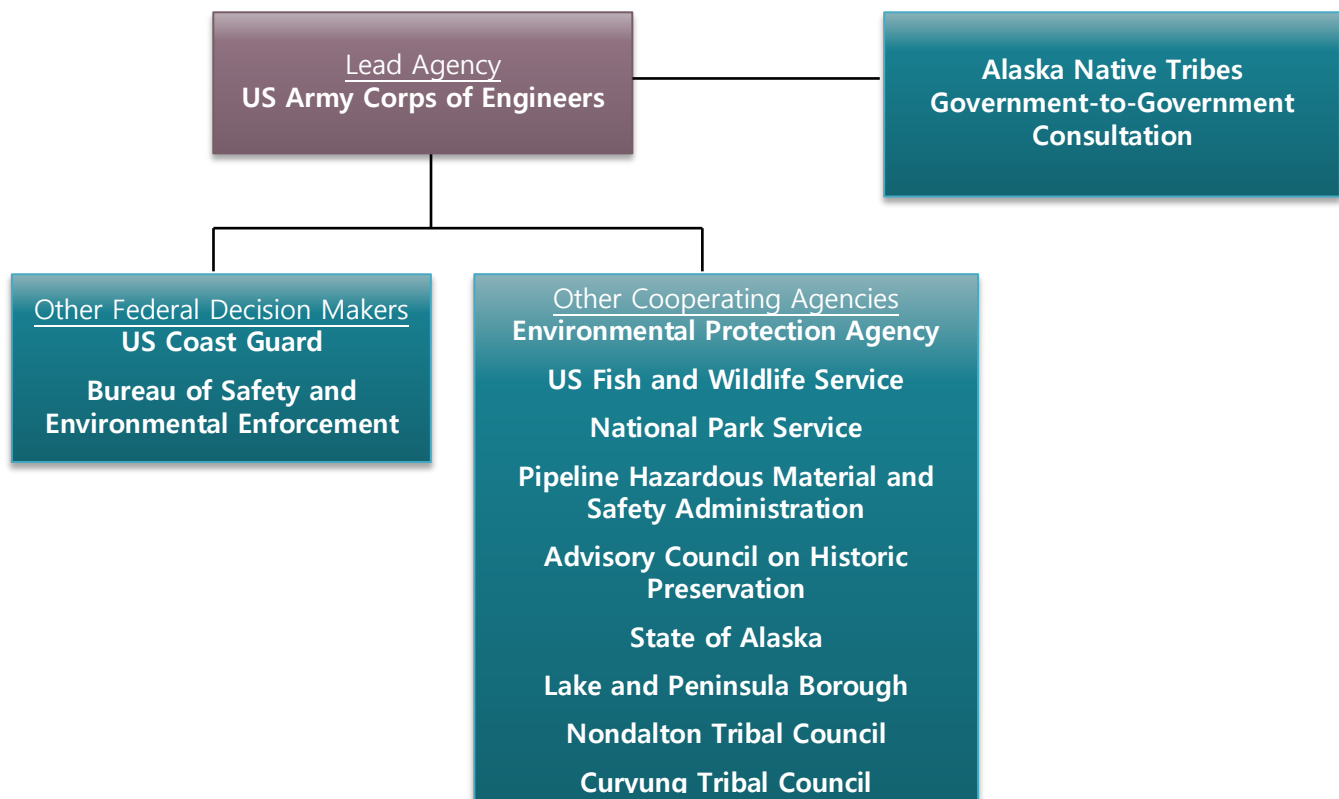 Lead Agency
US Army Corps of Engineers
Alaska Native Tribes
Government-to-Government
Consultation
Other Federal Decision Makers
US Coast Guard
Bureau of Safety and
Environmental Enforcement
Other Cooperating Agencies
Environmental Protection Agency
US Fish and Wildlife Service
National Park Service
Pipeline Hazardous Material and
Safety Administration
Advisory Council on Historic
Preservation
State of Alaska
Lake and Peninsula Borough
Nondalton Tribal Council
Curyung Tribal Council